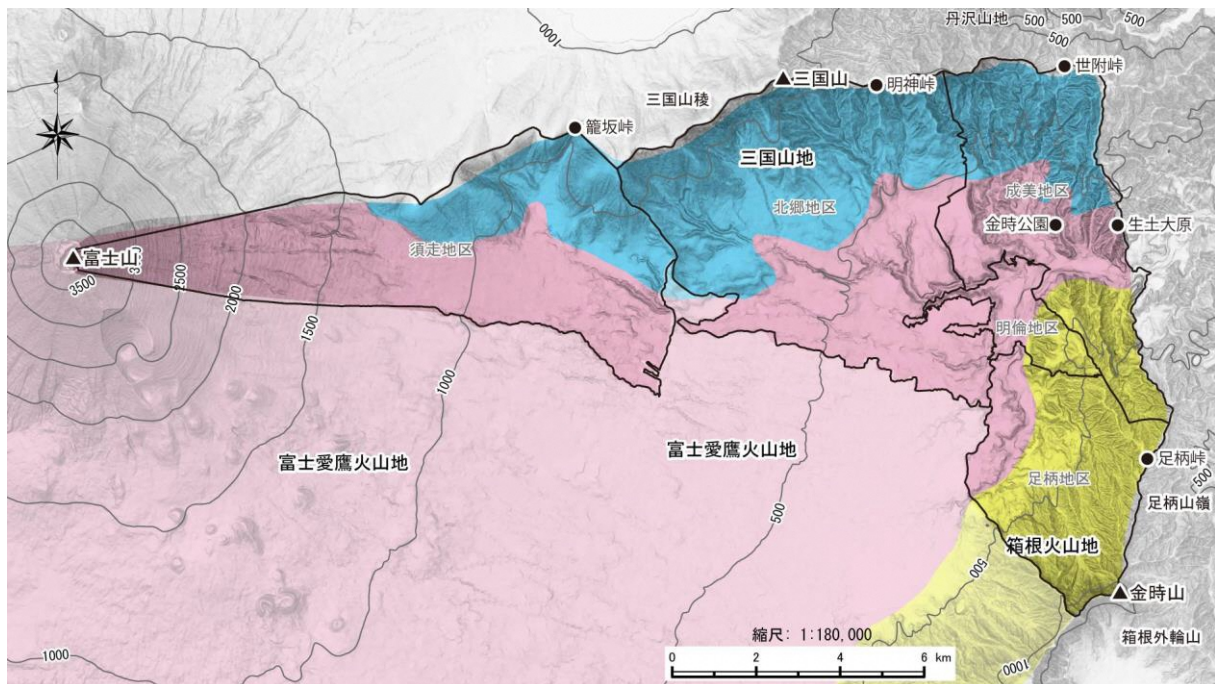 丹沢山地
500
500
500
500
500
1000
世附峠
三国山
明神峠
三国山稜
籠坂峠
三国山地
成美地区
北郷地区
金時公園
生土大原
須走地区
富士山
3500
2500
2000
1500
明倫地区
1000
富士愛鷹火山地
富士愛鷹火山地
足柄峠
足柄地区
500
500
足柄山嶺
箱根火山地
500
金時山
縮尺: 1:180,000
箱根外輪山
1000
1000
0 2 4 6 km